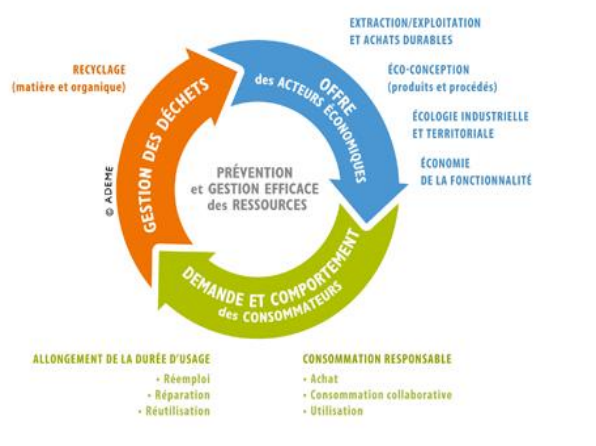 EXTRACTION/EXPLOITATION
ET ACHATS DURABLES
ÉCO-CONCEPTION
(produits et procédés)
ÉCOLOGIE INDUSTRIELLE
ET TERRITORIALE
ÉCONOMIE
DE LA FONCTIONNALITÉ
RECYCLAGE
(matière et organique)
OFFRE
des ACTEURS ÉCONOMIQUES
GESTION DES DÉCHETS
PRÉVENTION
et GESTION EFFICACE
des RESSOURCES
© ADEME
DEMANDE ET COMPORTEMENT
des CONSOMMATEURS
ALLONGEMENT DE LA DURÉE D'USAGE
• Réemploi
• Réparation
• Réutilisation
CONSOMMATION RESPONSABLE
• Achat
• Consommation collaborative
• Utilisation